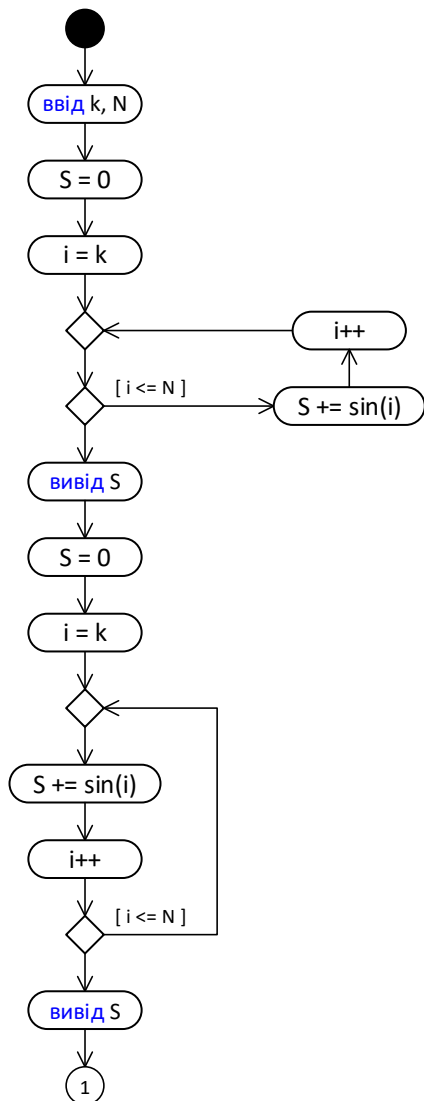 ввід k, N
S = 0
i = k
i++
[ i <= N ]
S += sin(i)
вивід S
S = 0
i = k
S += sin(i)
i++
[ i <= N ]
вивід S
1